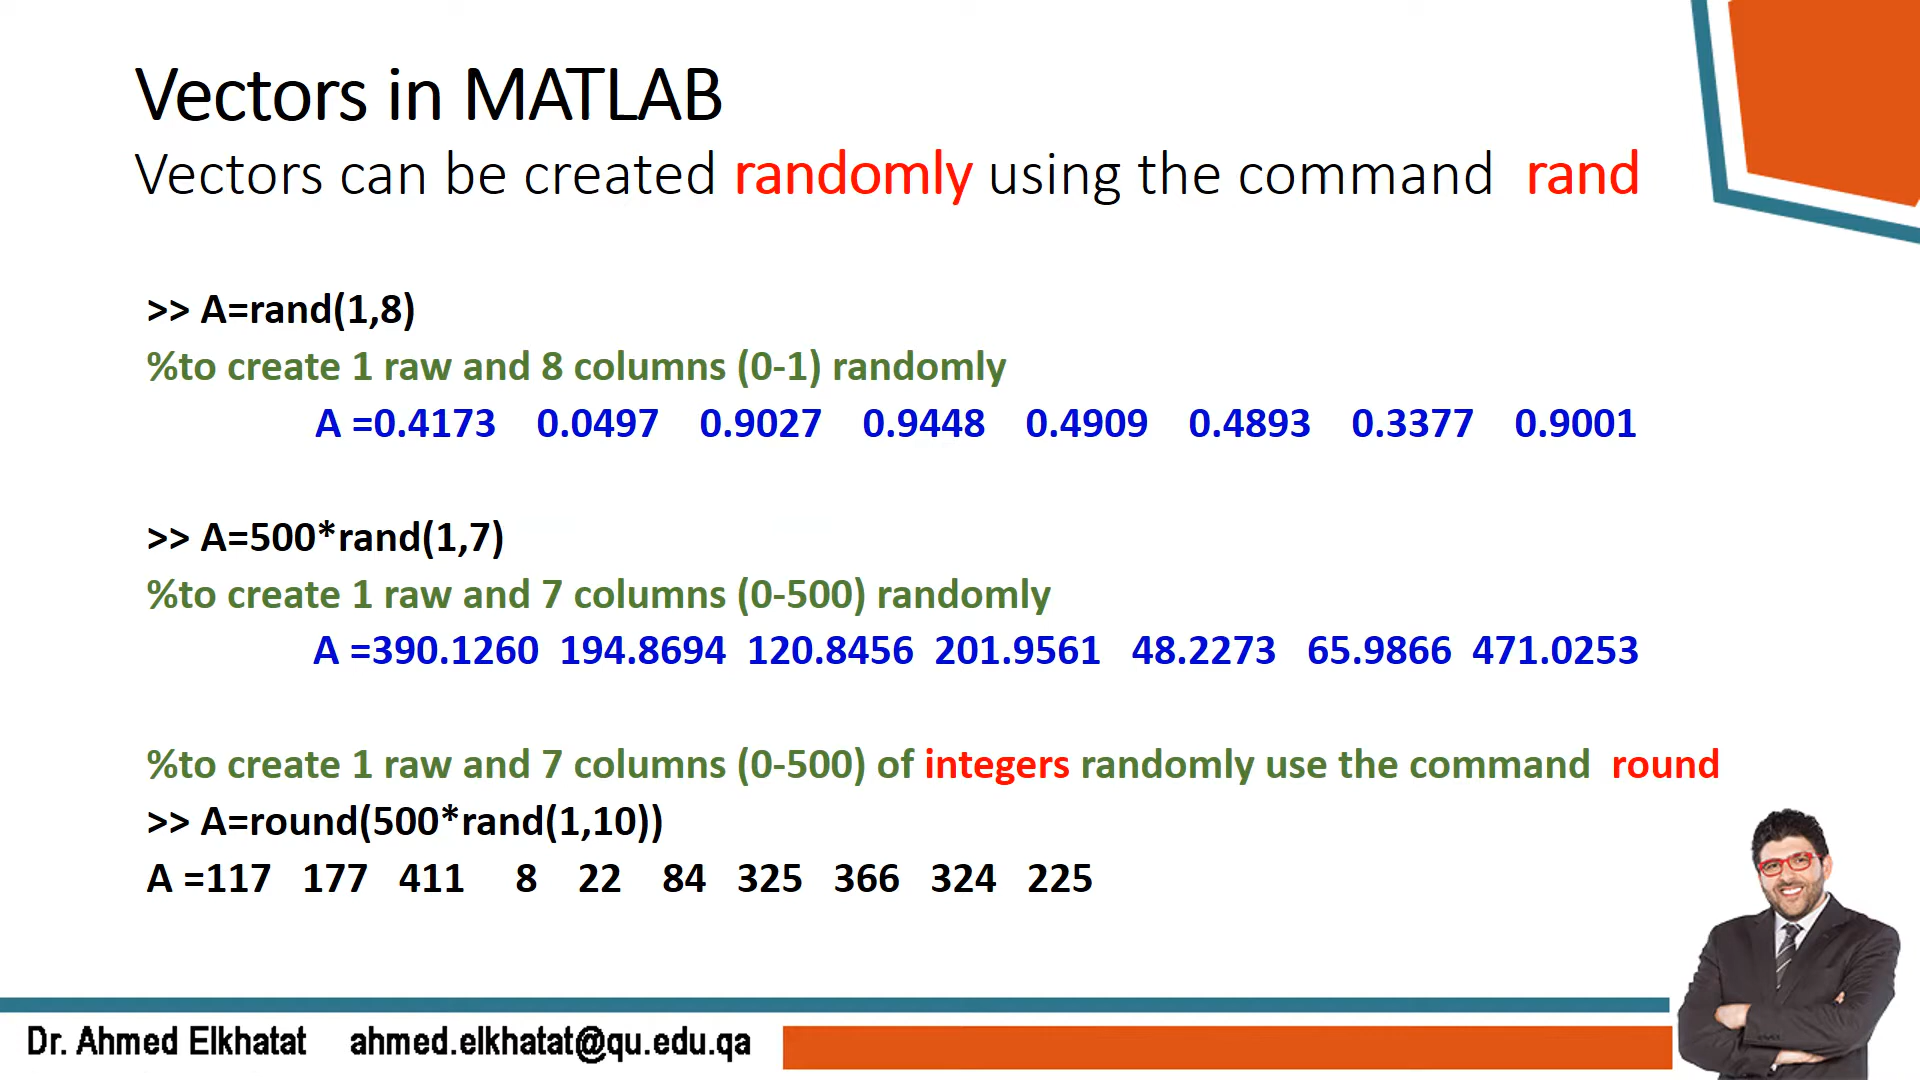 Vectors in MATLAB
Vectors can be created randomly using the command rand
>> A=rand(1,8)
%to create 1 raw and 8 columns (0-1) randomly
A =0.4173 0.0497 0.9027 0.9448 0.4909 0.4893 0.3377 0.9001
>> A=500*rand(1,7)
%to create 1 raw and 7 columns (0-500) randomly
A =390.1260 194.8694 120.8456 201.9561 48.2273 65.9866 471.0253
%to create 1 raw and 7 columns (0-500) of integers randomly use the command round
>> A=round(500*rand(1,10))
A =117 177 411 8 22 84 325 366 324 225
Dr. Ahmed Elkhatat ahmed.elkhatat@qu.edu.qa